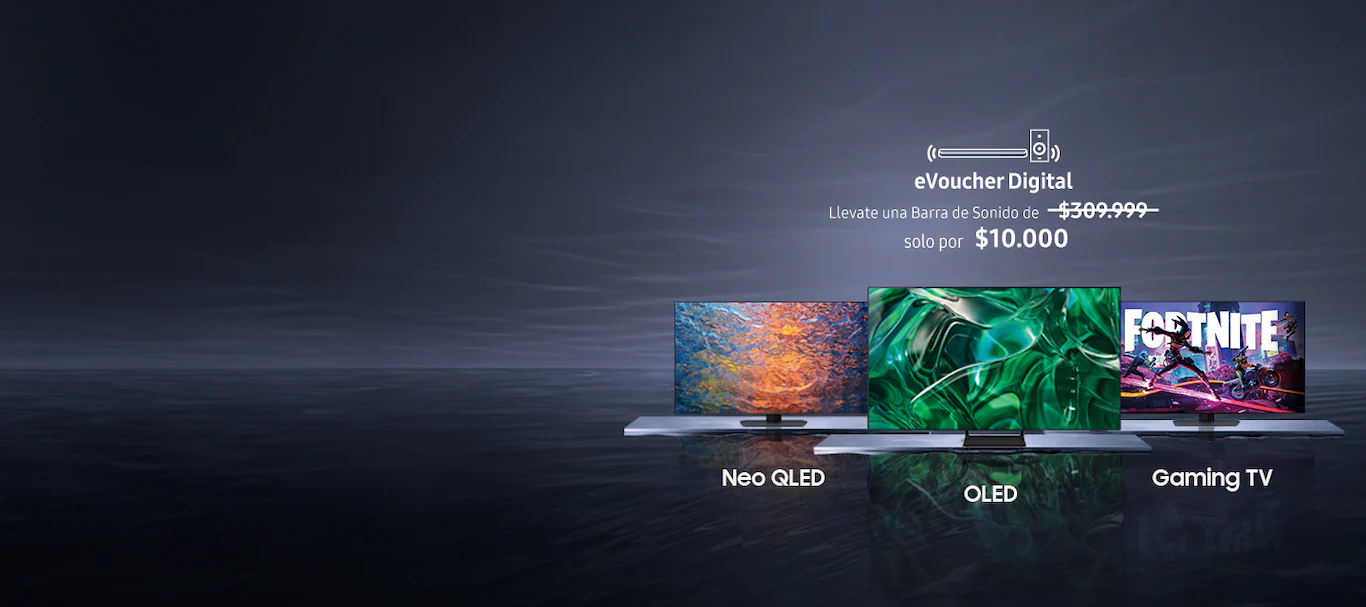 eVoucher Digital
Llevate una Barra de Sonido de $309.999
solo por $10.000
FORTNITE
Neo QLED
OLED
Gaming TV